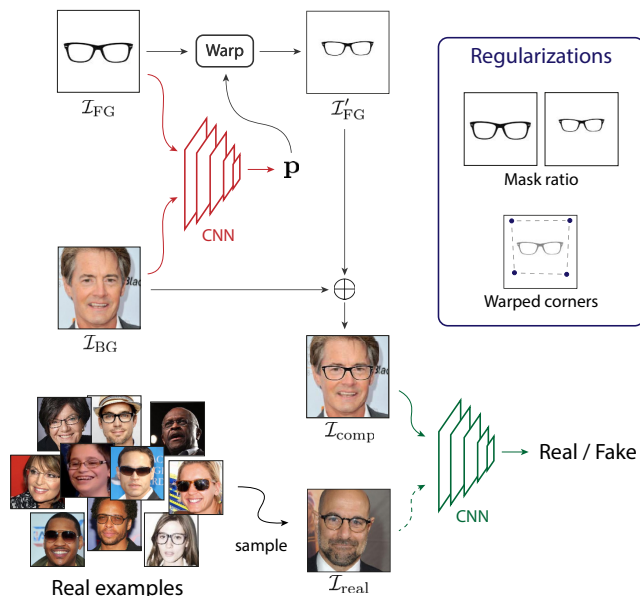 Warp
Regularizations
𝓘_FG
𝓘′_FG
p
CNN
Mask ratio
Warped corners
𝓘_BG
𝓘_comp
Real / Fake
CNN
sample
Real examples
𝓘_real